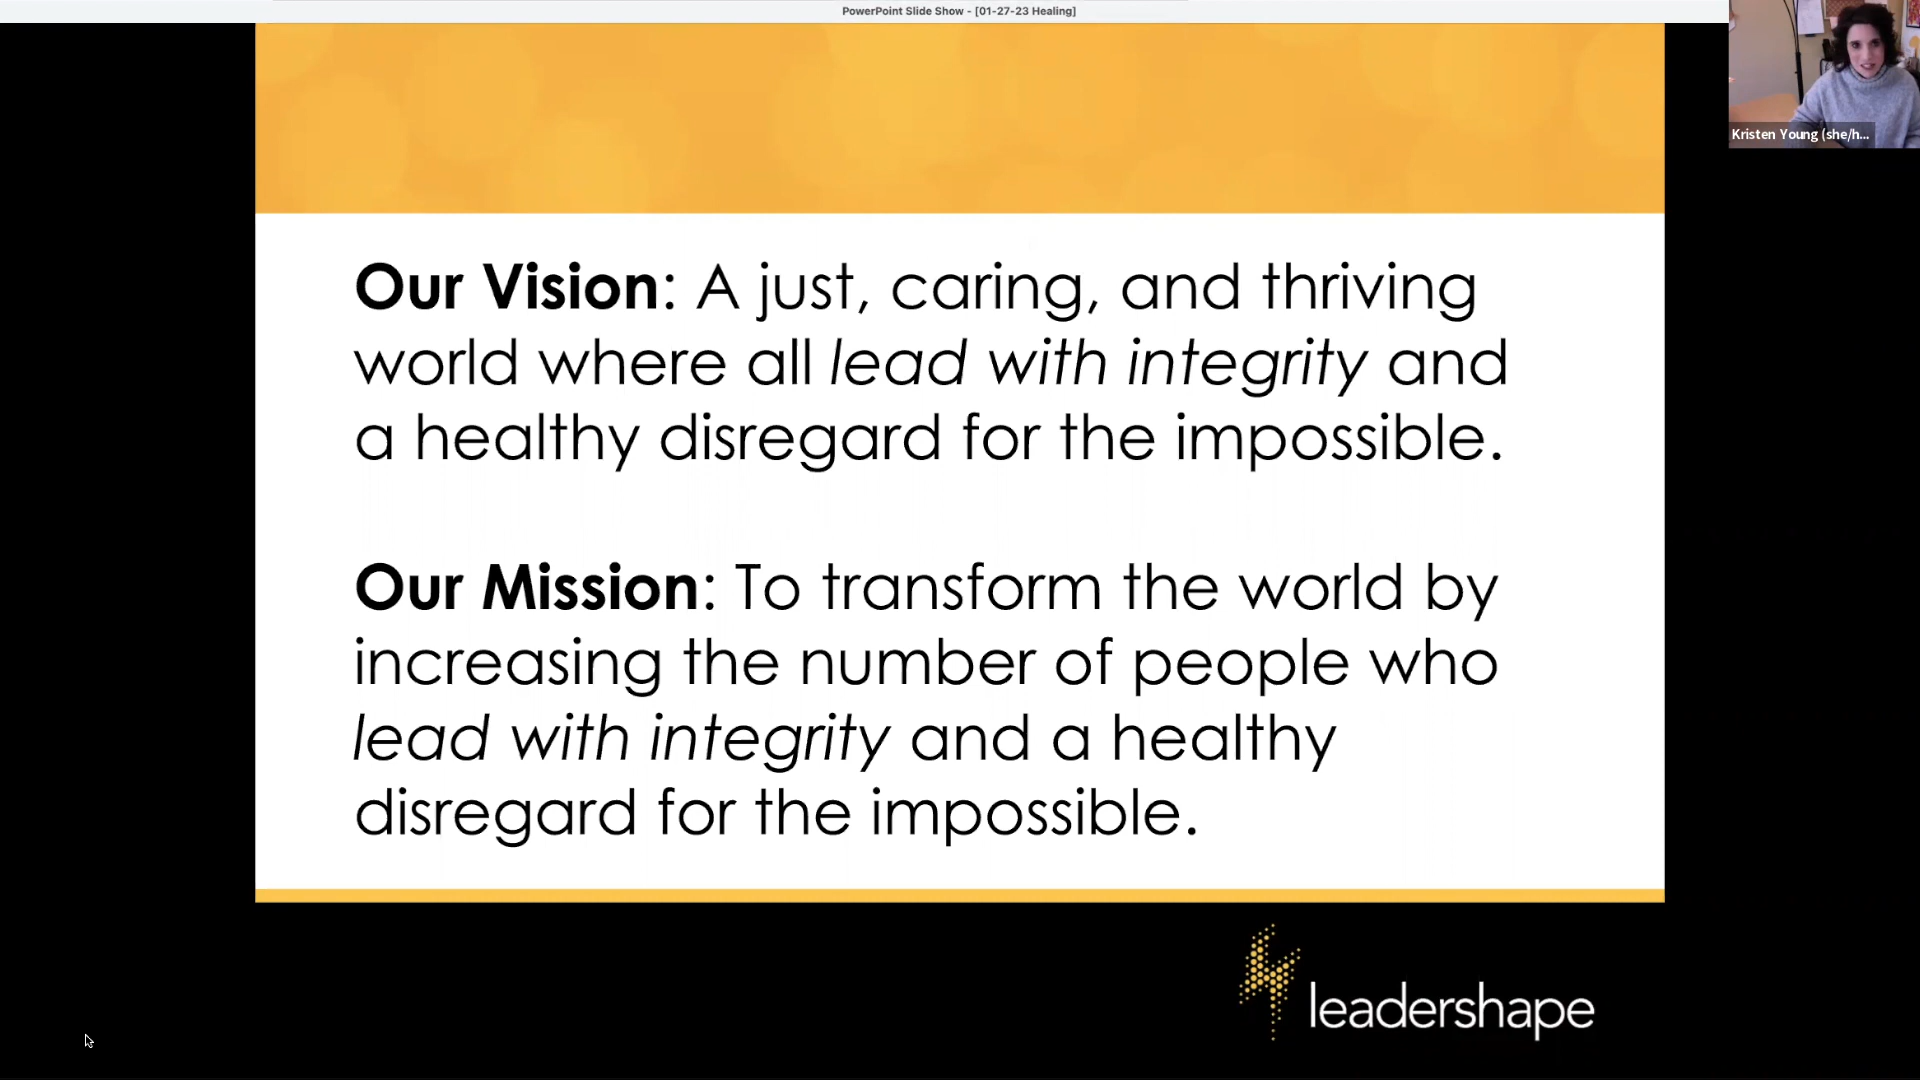 PowerPoint Slide Show - [01-27-23 Healing]
Kristen Young (she/h...
Our Vision: A just, caring, and thriving
world where all lead with integrity and
a healthy disregard for the impossible.
Our Mission: To transform the world by
increasing the number of people who
lead with integrity and a healthy
disregard for the impossible.
leadershape